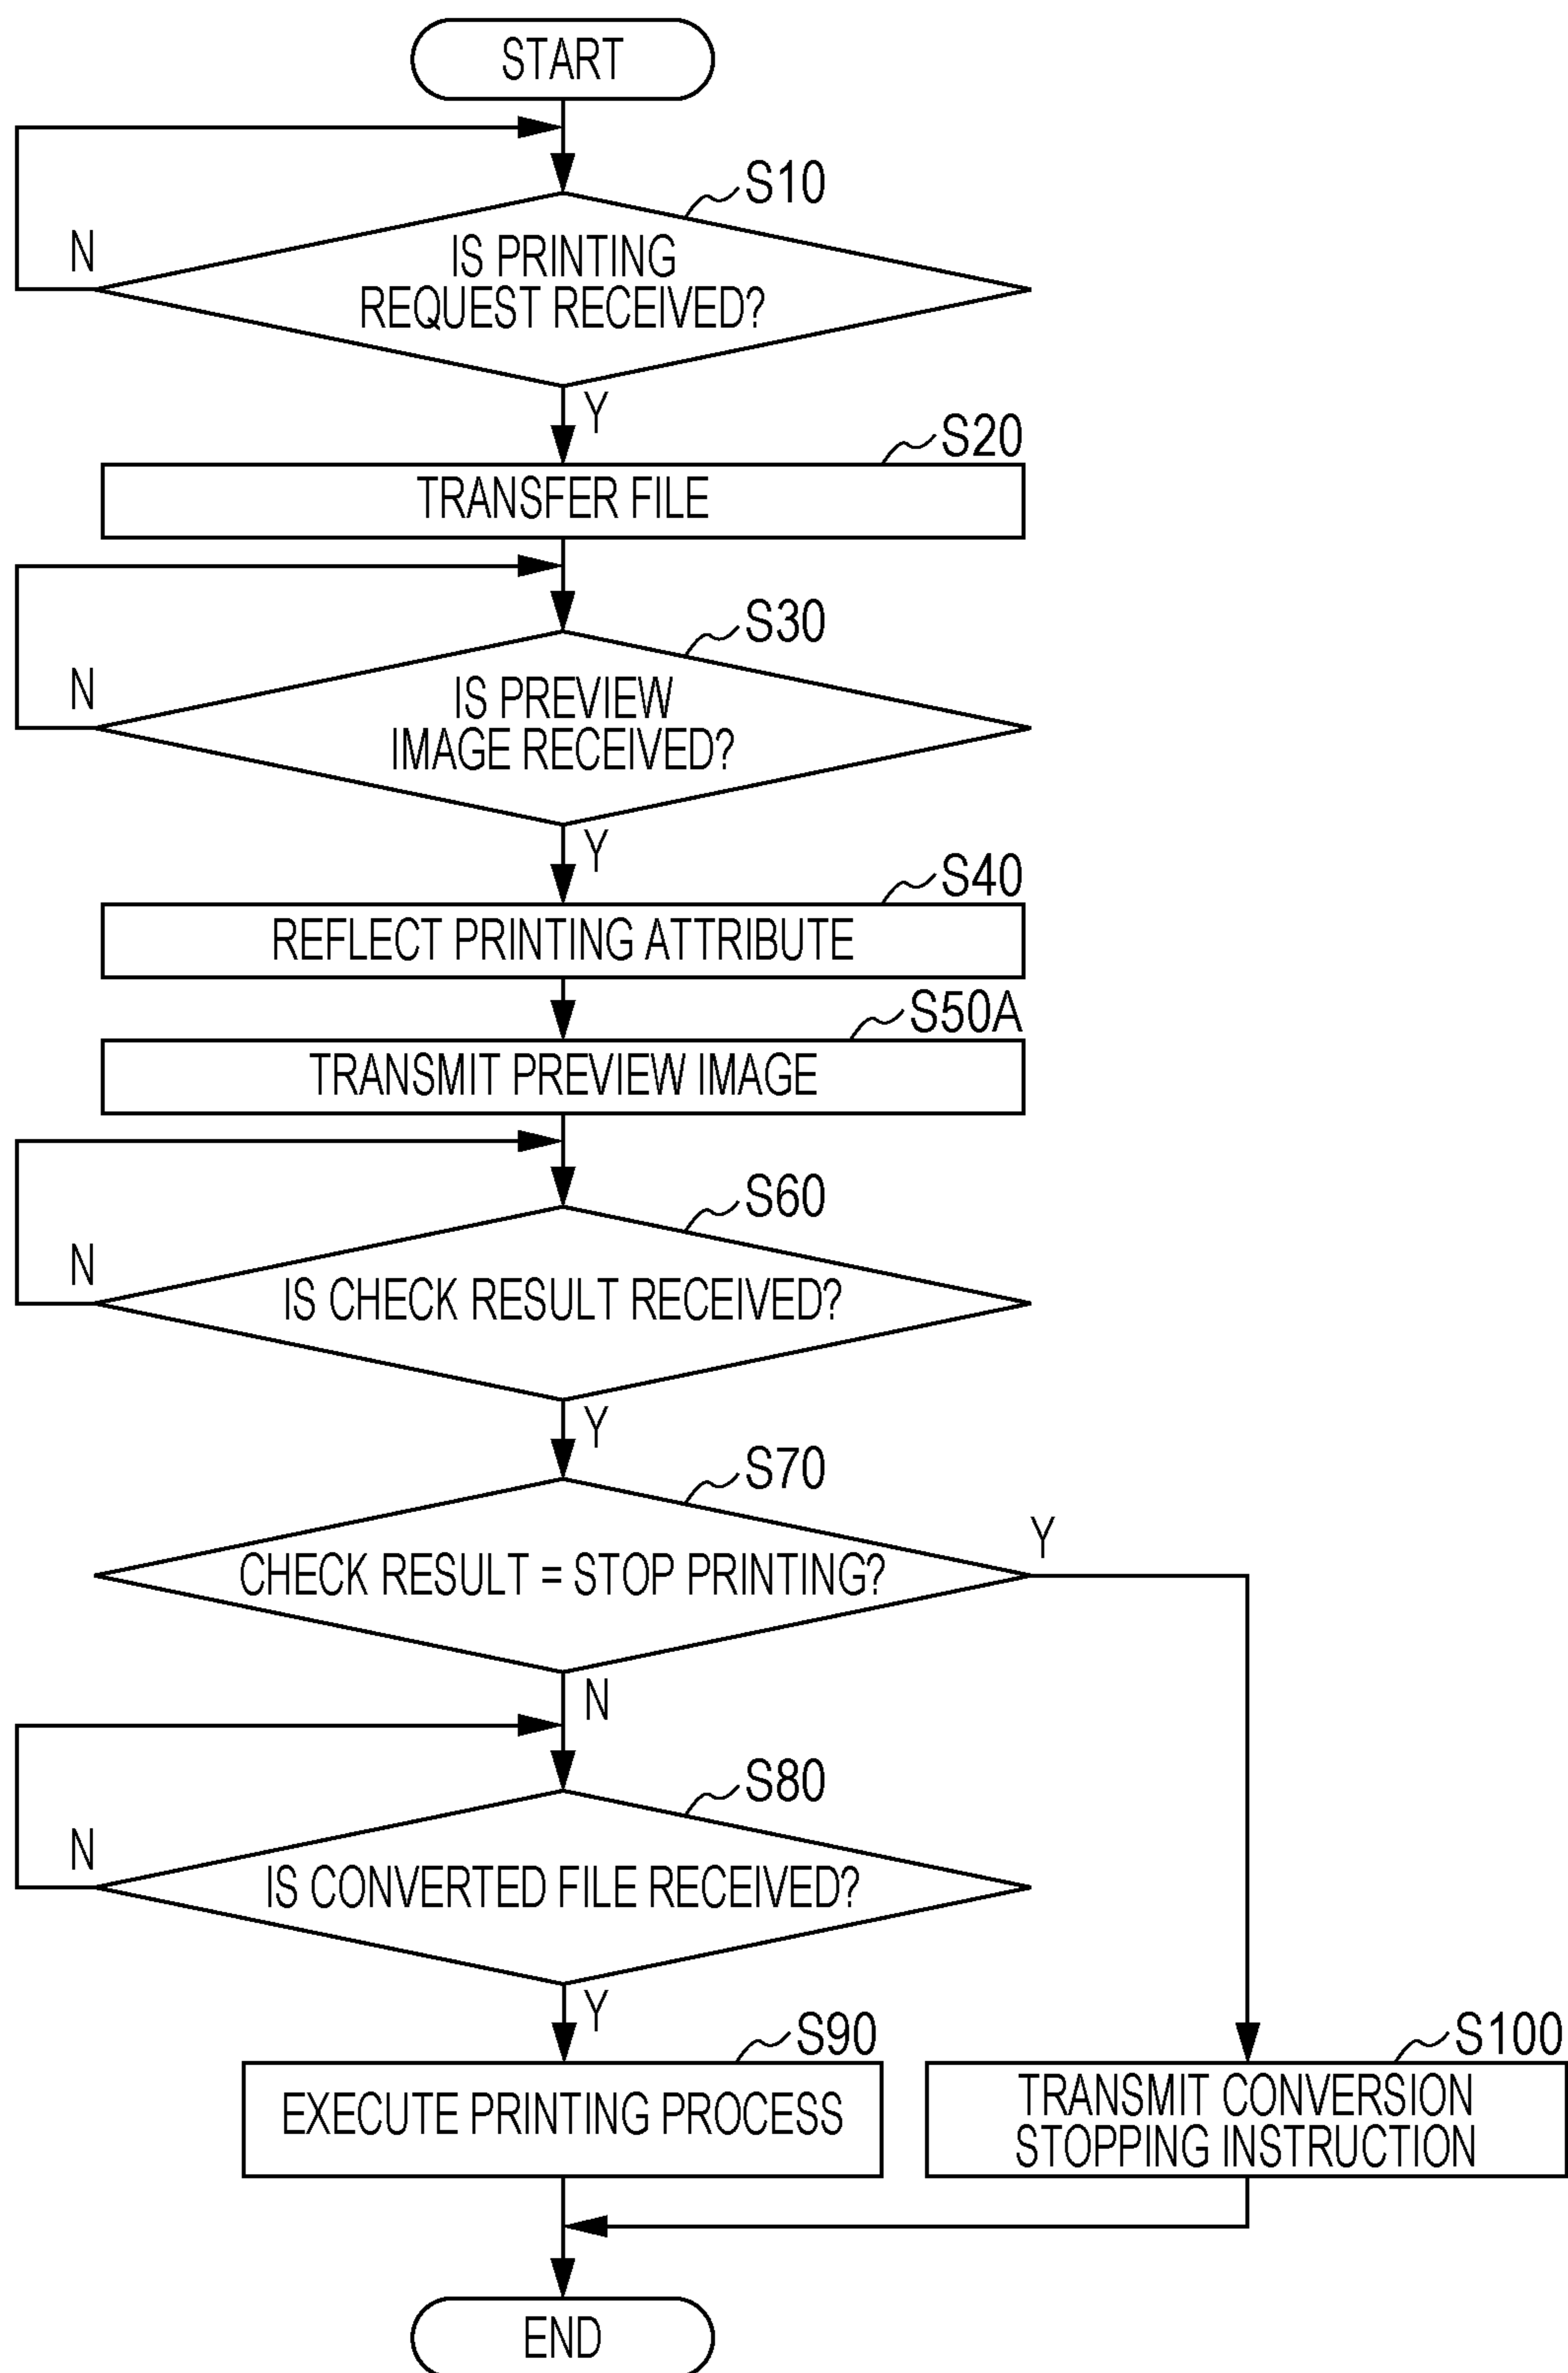 START
S10
N
IS PRINTING
REQUEST RECEIVED?
Y
S20
TRANSFER FILE
S30
N
IS PREVIEW
IMAGE RECEIVED?
Y
S40
REFLECT PRINTING ATTRIBUTE
S50A
TRANSMIT PREVIEW IMAGE
S60
N
IS CHECK RESULT RECEIVED?
Y
S70
Y
CHECK RESULT = STOP PRINTING?
N
S80
N
IS CONVERTED FILE RECEIVED?
Y
S90
EXECUTE PRINTING PROCESS
S100
TRANSMIT CONVERSION
STOPPING INSTRUCTION
END